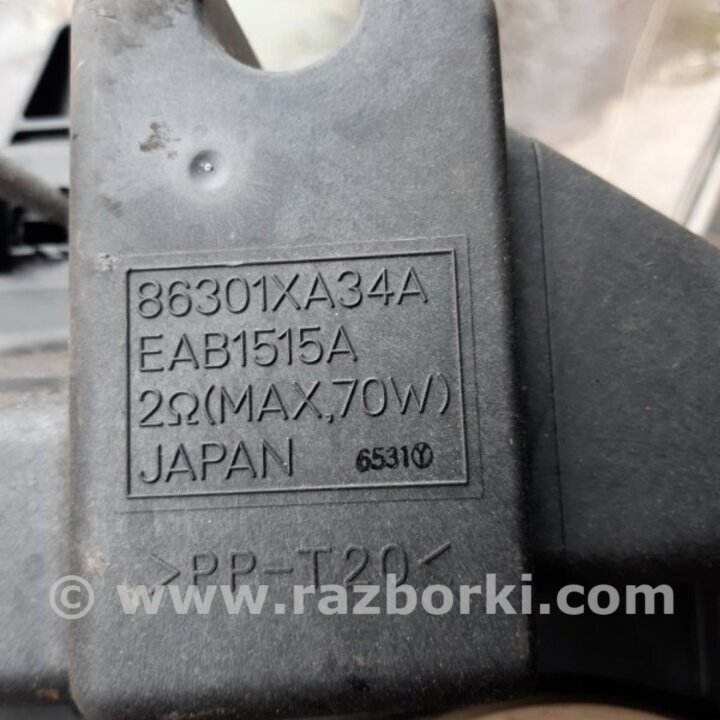 86301XA34A
EAB1515A
2Ω(MAX,70W)
JAPAN 6531Ⓨ
>PP-T20<
© www.razborki.com